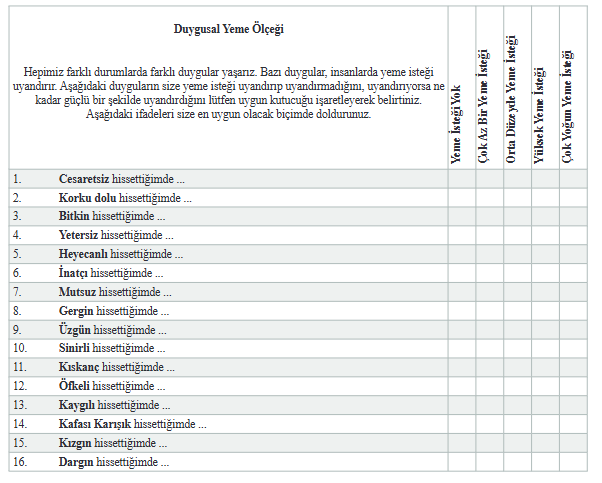 Duygusal Yeme Ölçeği
Hepimiz farklı durumlarda farklı duygular yaşarız. Bazı duygular, insanlarda yeme isteği
uyandırır. Aşağıdaki duyguların size yeme isteği uyandırıp uyandırmadığını, uyandırıyorsa ne
kadar güçlü bir şekilde uyandırdığını lütfen uygun kutucuğu işaretleyerek belirtiniz.
Aşağıdaki ifadeleri size en uygun olacak biçimde doldurunuz.
Yeme İsteği Yok
Çok Az Bir Yeme İsteği
Orta Düzeyde Yeme İsteği
Yüksek Yeme İsteği
Çok Yoğun Yeme İsteği
1. Cesaretsiz hissettiğimde ...
2. Korku dolu hissettiğimde ...
3. Bitkin hissettiğimde ...
4. Yetersiz hissettiğimde ...
5. Heyecanlı hissettiğimde ...
6. İnatçı hissettiğimde ...
7. Mutsuz hissettiğimde ...
8. Gergin hissettiğimde ...
9. Üzgün hissettiğimde ...
10. Sinirli hissettiğimde ...
11. Kıskanç hissettiğimde ...
12. Öfkeli hissettiğimde ...
13. Kaygılı hissettiğimde ...
14. Kafası Karışık hissettiğimde ...
15. Kızgın hissettiğimde ...
16. Dargın hissettiğimde ...